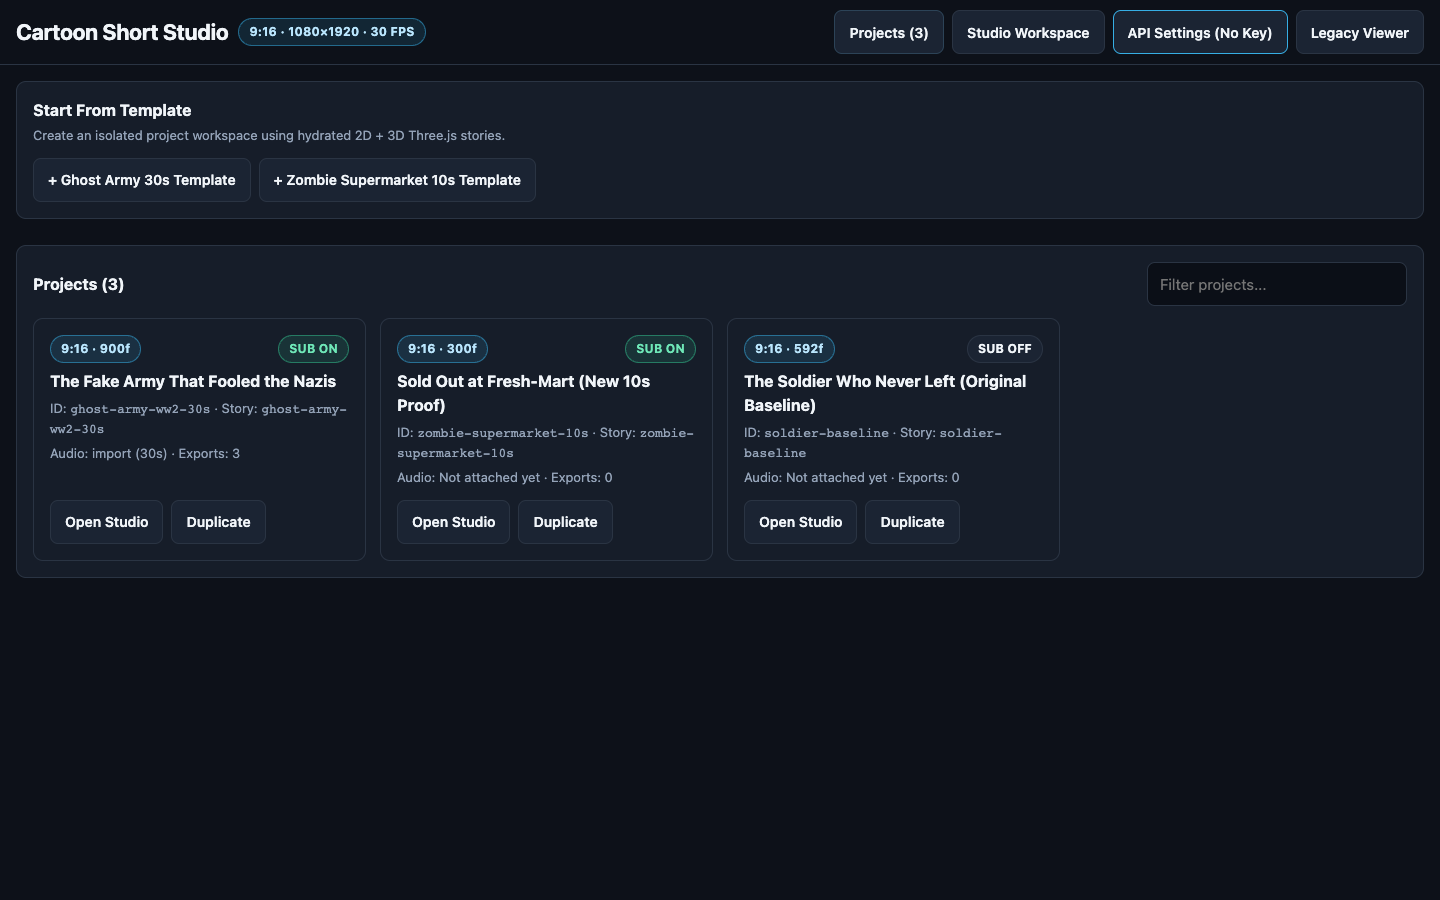 Cartoon Short Studio
9:16 · 1080×1920 · 30 FPS
Projects (3)
Studio Workspace
API Settings (No Key)
Legacy Viewer
Start From Template
Create an isolated project workspace using hydrated 2D + 3D Three.js stories.
+ Ghost Army 30s Template
+ Zombie Supermarket 10s Template
Projects (3)
Filter projects...
9:16 · 900f
SUB ON
The Fake Army That Fooled the Nazis
ID: ghost-army-ww2-30s · Story: ghost-army-
ww2-30s
Audio: import (30s) · Exports: 3
Open Studio
Duplicate
9:16 · 300f
SUB ON
Sold Out at Fresh-Mart (New 10s
Proof)
ID: zombie-supermarket-10s · Story: zombie-
supermarket-10s
Audio: Not attached yet · Exports: 0
Open Studio
Duplicate
9:16 · 592f
SUB OFF
The Soldier Who Never Left (Original
Baseline)
ID: soldier-baseline · Story: soldier-
baseline
Audio: Not attached yet · Exports: 0
Open Studio
Duplicate